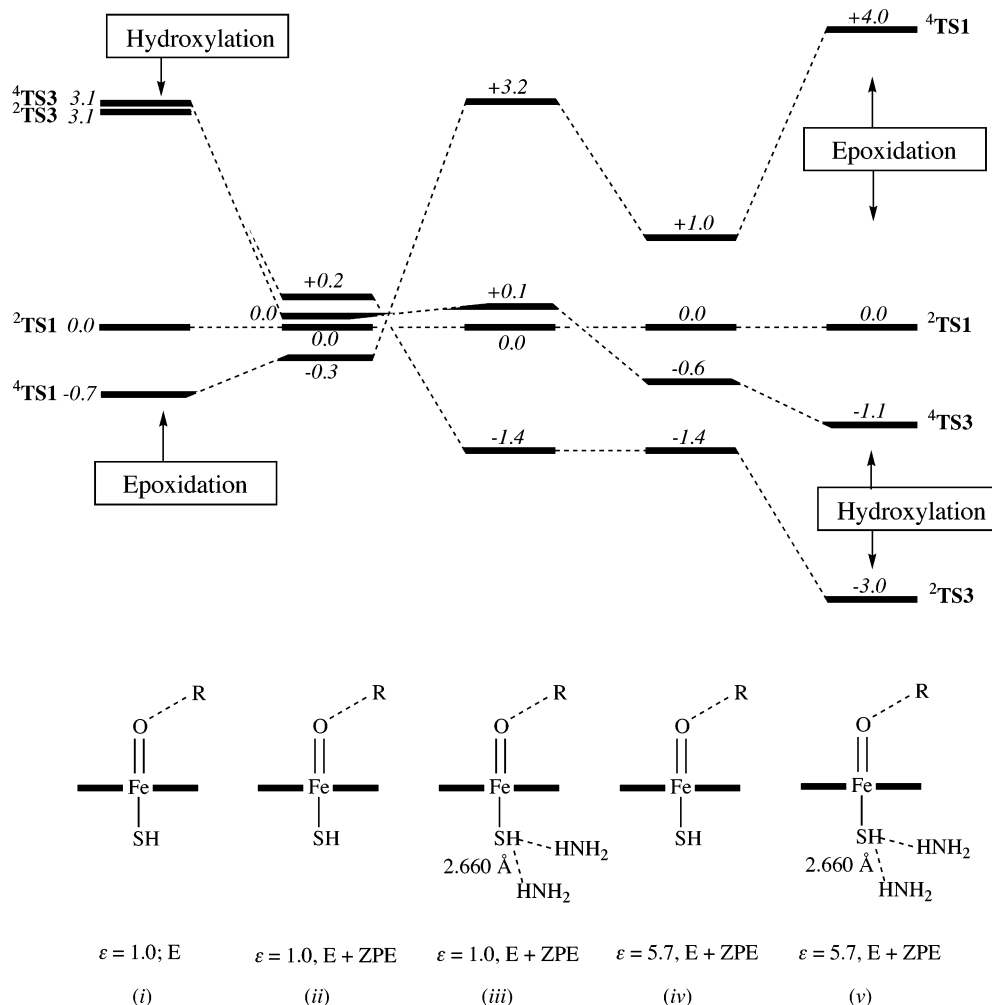 +4.0 ⁴TS1
Hydroxylation
⁴TS3 3.1
²TS3 3.1
+3.2
Epoxidation
+1.0
+0.2
+0.1
0.0
²TS1 0.0 0.0 0.0 0.0 0.0 ²TS1
-0.3
-0.6
⁴TS1 -0.7
-1.1 ⁴TS3
-1.4 -1.4
Epoxidation
Hydroxylation
-3.0 ²TS3
R R R R R
O O O O O
Fe Fe Fe Fe Fe
SH SH SH SH SH
HNH₂ HNH₂
2.660 Å 2.660 Å
HNH₂ HNH₂
ε = 1.0; E ε = 1.0, E + ZPE ε = 1.0, E + ZPE ε = 5.7, E + ZPE ε = 5.7, E + ZPE
(i) (ii) (iii) (iv) (v)